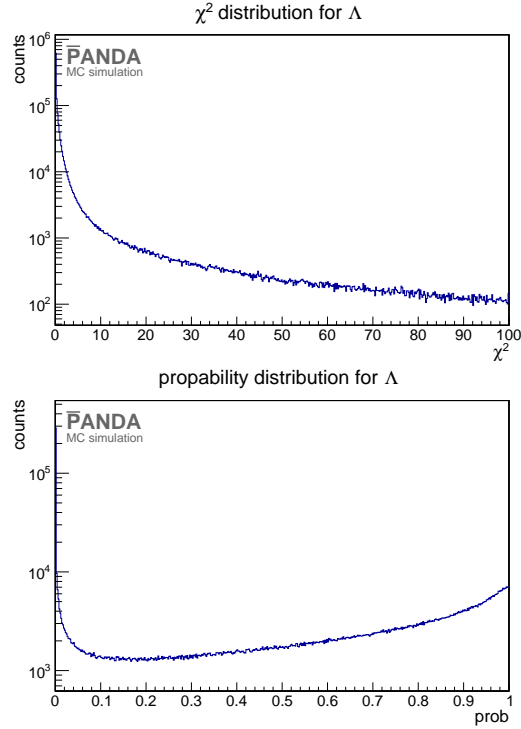 χ² distribution for Λ
counts
10⁶
P̅ANDA
MC simulation
10⁵
10⁴
10³
10²
0 10 20 30 40 50 60 70 80 90 100
χ²
propability distribution for Λ
counts
P̅ANDA
MC simulation
10⁵
10⁴
10³
0 0.1 0.2 0.3 0.4 0.5 0.6 0.7 0.8 0.9 1
prob